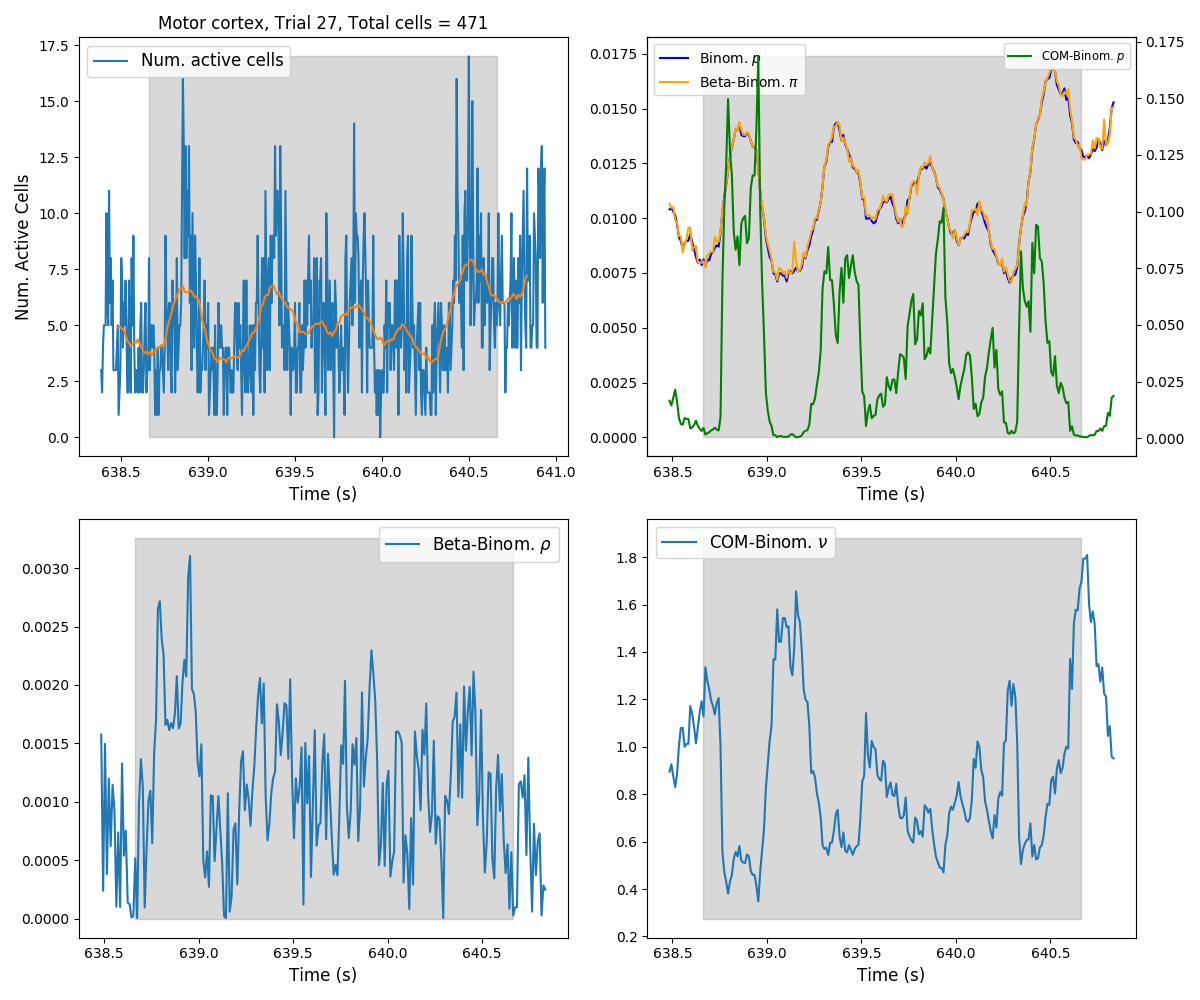 Motor cortex, Trial 27, Total cells = 471
Num. active cells
17.5
15.0
12.5
10.0
7.5
5.0
2.5
0.0
Num. Active Cells
638.5 639.0 639.5 640.0 640.5 641.0
Time (s)
Binom. p
Beta-Binom. π
COM-Binom. p
0.0175
0.0150
0.0125
0.0100
0.0075
0.0050
0.0025
0.0000
0.175
0.150
0.125
0.100
0.075
0.050
0.025
0.000
638.5 639.0 639.5 640.0 640.5
Time (s)
Beta-Binom. ρ
0.0030
0.0025
0.0020
0.0015
0.0010
0.0005
0.0000
638.5 639.0 639.5 640.0 640.5
Time (s)
COM-Binom. ν
1.8
1.6
1.4
1.2
1.0
0.8
0.6
0.4
0.2
638.5 639.0 639.5 640.0 640.5
Time (s)